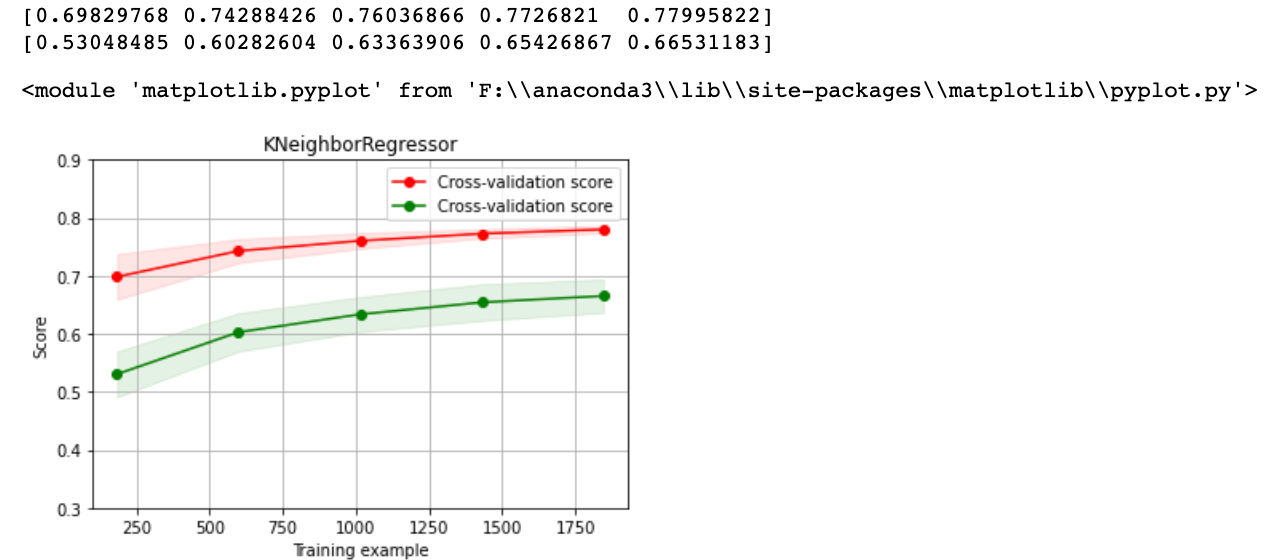 [0.69829768 0.74288426 0.76036866 0.7726821  0.77995822]
[0.53048485 0.60282604 0.63363906 0.65426867 0.66531183]
<module 'matplotlib.pyplot' from 'F:\\anaconda3\\lib\\site-packages\\matplotlib\\pyplot.py'>
KNeighborRegressor
Cross-validation score
Cross-validation score
0.9
0.8
0.7
0.6
0.5
0.4
0.3
Score
250 500 750 1000 1250 1500 1750
Training example